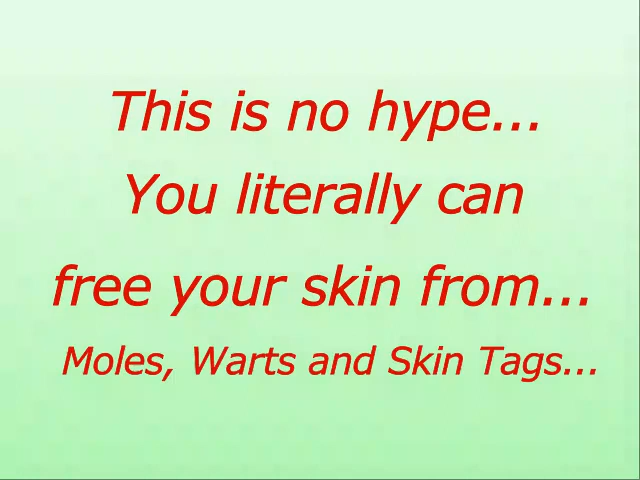 This is no hype...
You literally can
free your skin from...
Moles, Warts and Skin Tags...